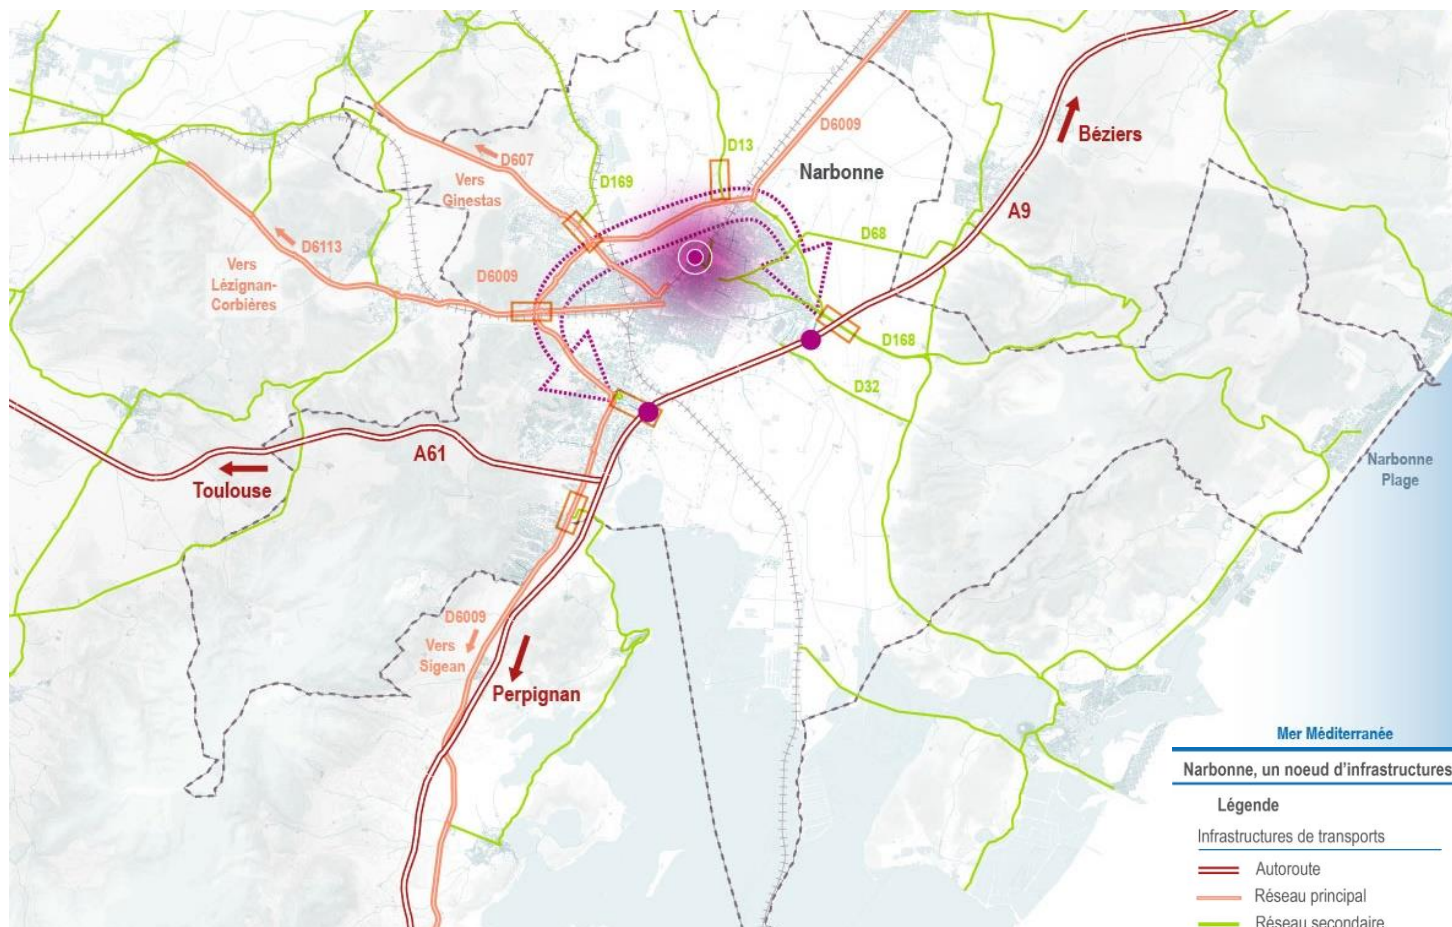 D6009
Béziers
D13
Narbonne
D607
Vers
Ginestas
D169
A9
D68
D6113
Vers
Lézignan-
Corbières
D6009
D168
D32
A61
Toulouse
Narbonne
Plage
D6009
Vers
Sigean
Perpignan
Mer Méditerranée
Narbonne, un noeud d'infrastructures
Légende
Infrastructures de transports
Autoroute
Réseau principal
Réseau secondaire